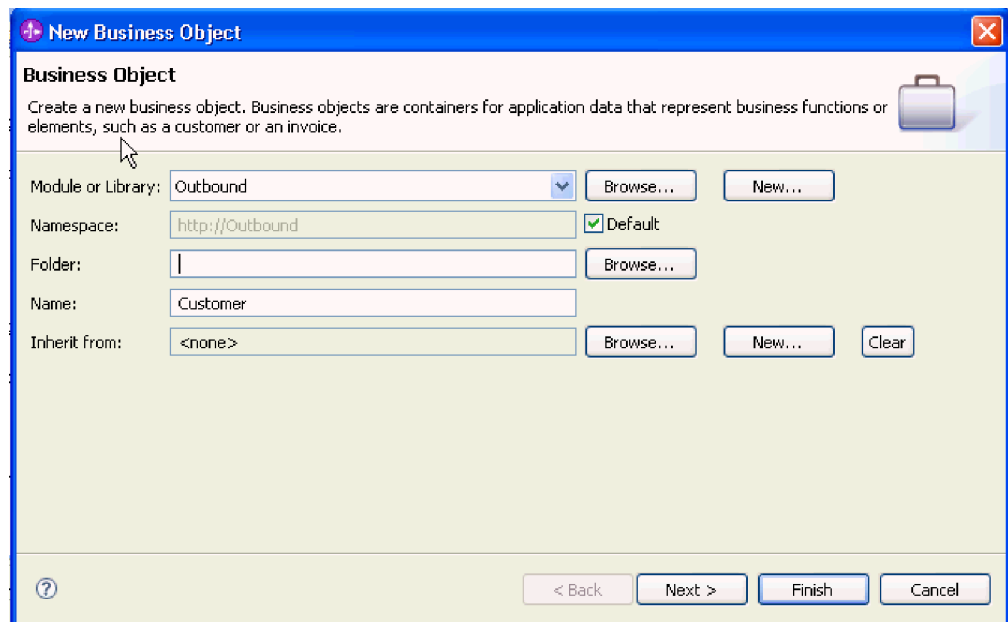 New Business Object
Business Object
Create a new business object. Business objects are containers for application data that represent business functions or
elements, such as a customer or an invoice.
Module or Library: Outbound Browse... New...
Namespace: http://Outbound Default
Folder: Browse...
Name: Customer
Inherit from: <none> Browse... New... Clear
? < Back Next > Finish Cancel